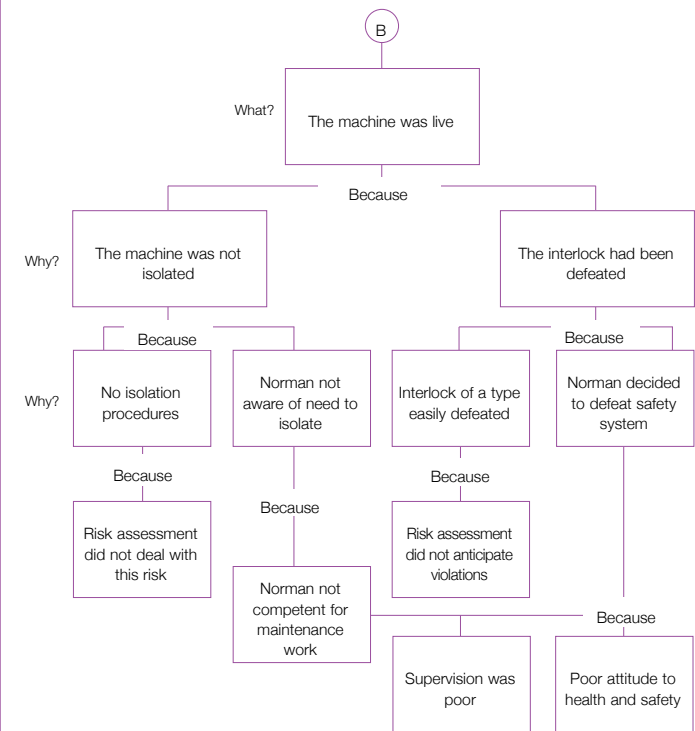 B
What?
The machine was live
Because
Why?
The machine was not
isolated
The interlock had been
defeated
Because
Because
Why?
No isolation
procedures
Norman not
aware of need to
isolate
Interlock of a type
easily defeated
Norman decided
to defeat safety
system
Because
Because
Because
Risk assessment
did not deal with
this risk
Risk assessment
did not anticipate
violations
Norman not
competent for
maintenance
work
Because
Supervision was
poor
Poor attitude to
health and safety